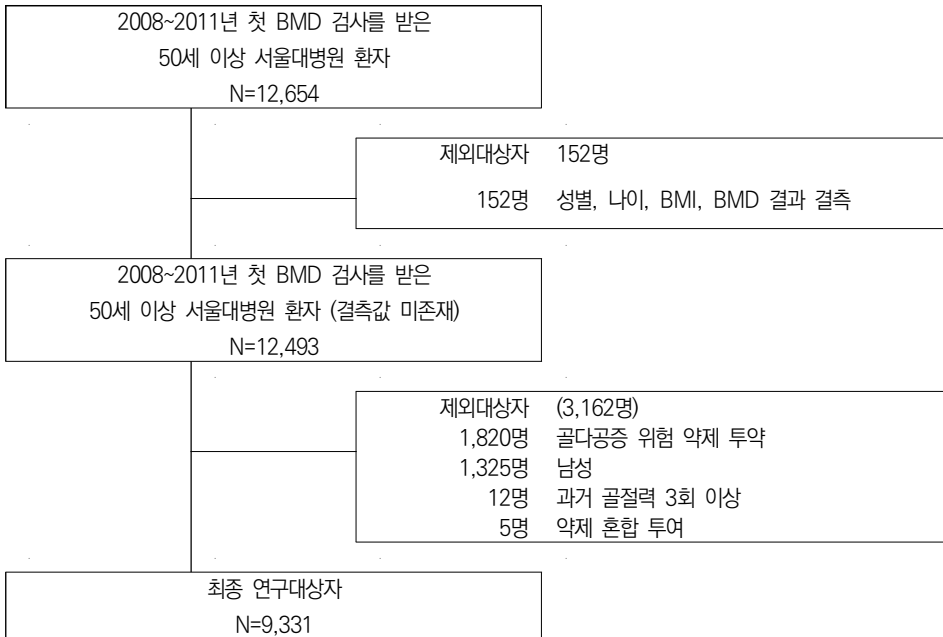 2008~2011년 첫 BMD 검사를 받은
50세 이상 서울대병원 환자
N=12,654
제외대상자 152명
152명 성별, 나이, BMI, BMD 결과 결측
2008~2011년 첫 BMD 검사를 받은
50세 이상 서울대병원 환자 (결측값 미존재)
N=12,493
제외대상자 (3,162명)
1,820명 골다공증 위험 약제 투약
1,325명 남성
12명 과거 골절력 3회 이상
5명 약제 혼합 투여
최종 연구대상자
N=9,331